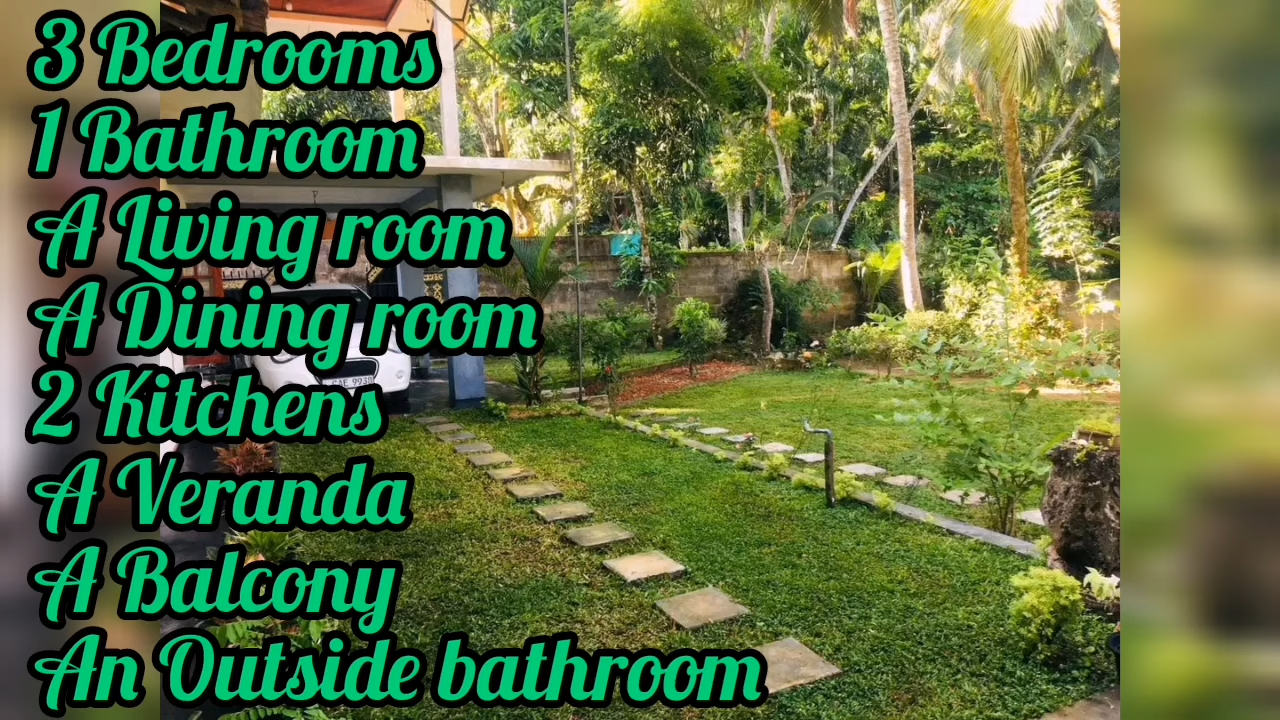 3 Bedrooms
1 Bathroom
A Living room
A Dining room
2 Kitchens
A Veranda
A Balcony
An Outside bathroom